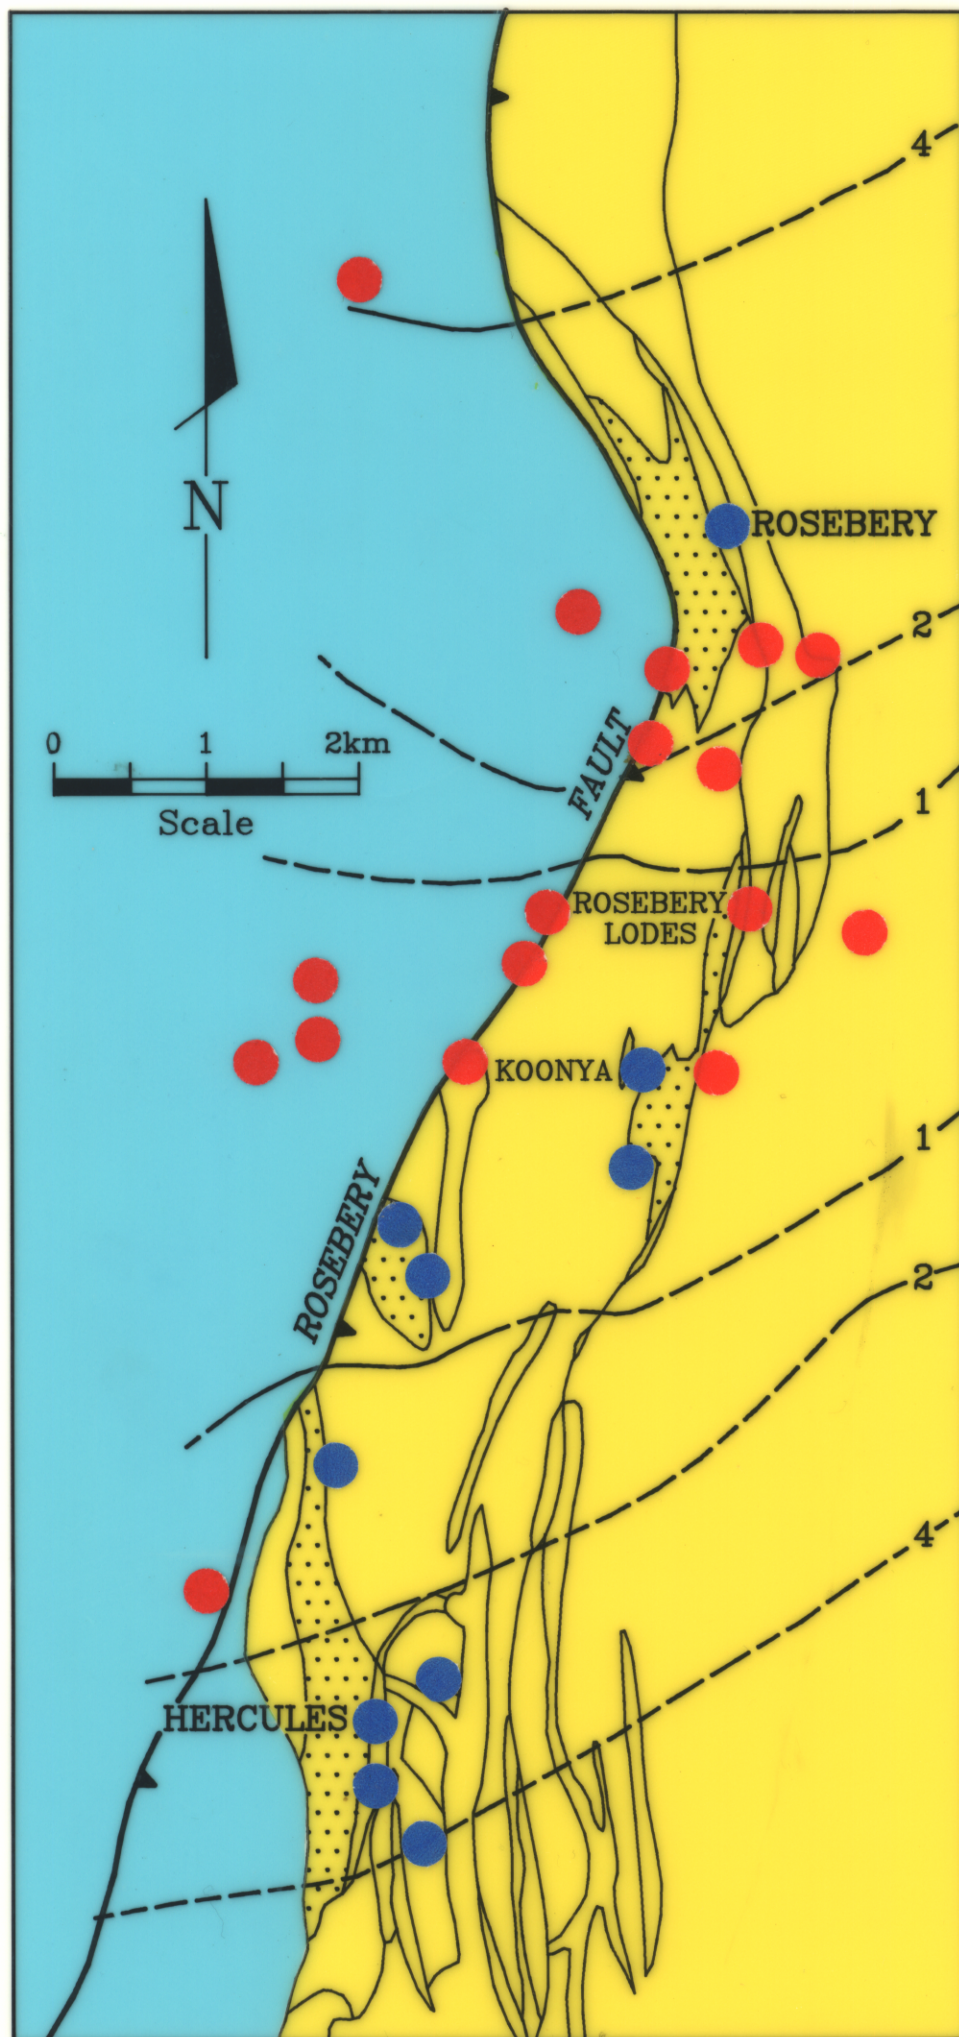 4
N
ROSEBERY
2
0 1 2km
Scale
FAULT
1
ROSEBERY
LODES
KOONYA
1
ROSEBERY
2
4
HERCULES